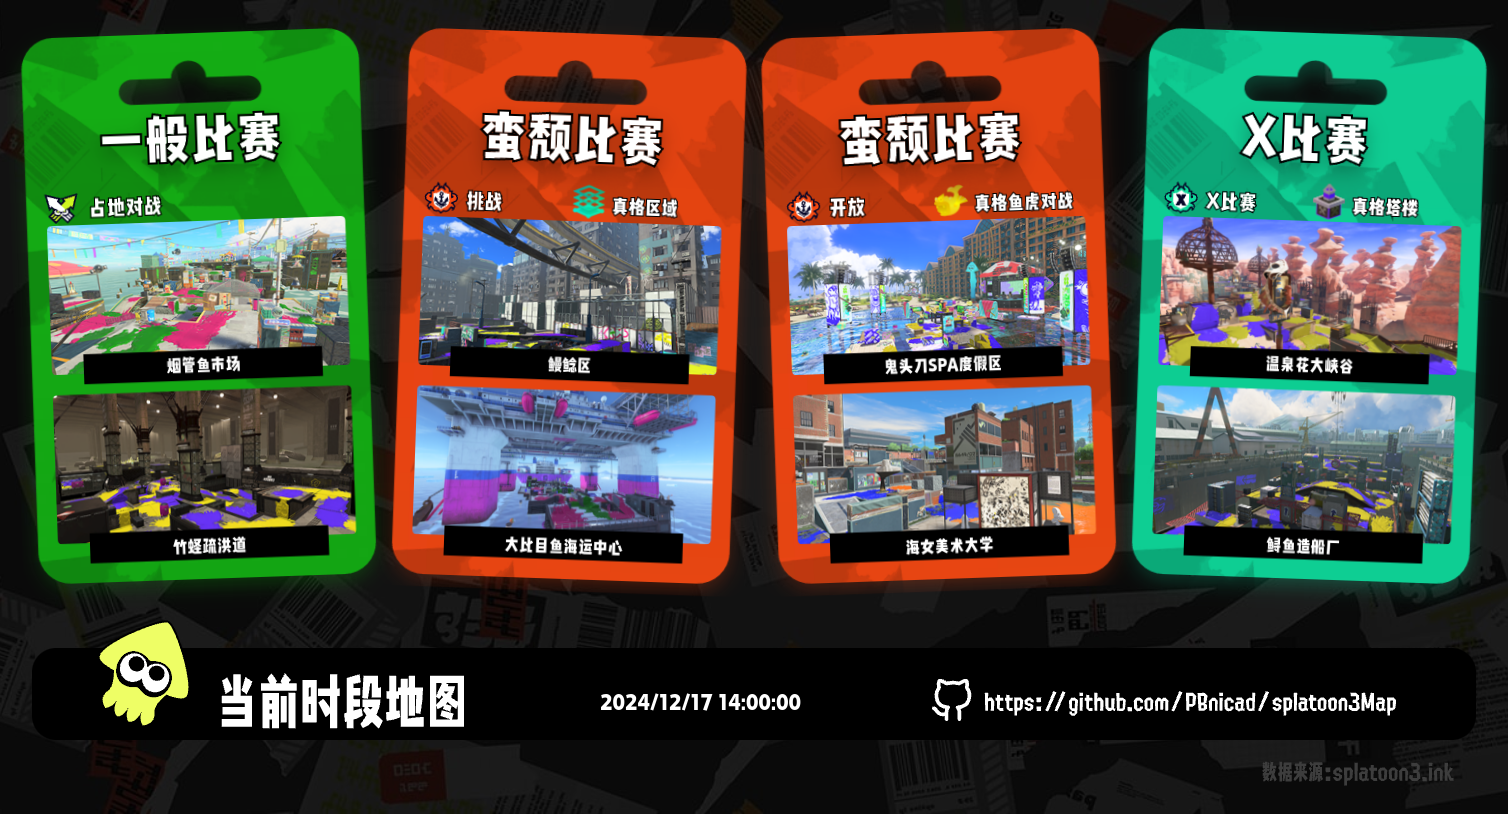 一般比赛
占地对战
烟管鱼市场
竹蛏疏洪道
蛮颓比赛
挑战
真格区域
鳗鲶区
大比目鱼海运中心
蛮颓比赛
开放
真格鱼虎对战
鬼头刀SPA度假区
海女美术大学
X比赛
X比赛
真格塔楼
温泉花大峡谷
鲟鱼造船厂
当前时段地图
2024/12/17 14:00:00
https://github.com/PBnicad/splatoon3Map
数据来源:splatoon3.ink